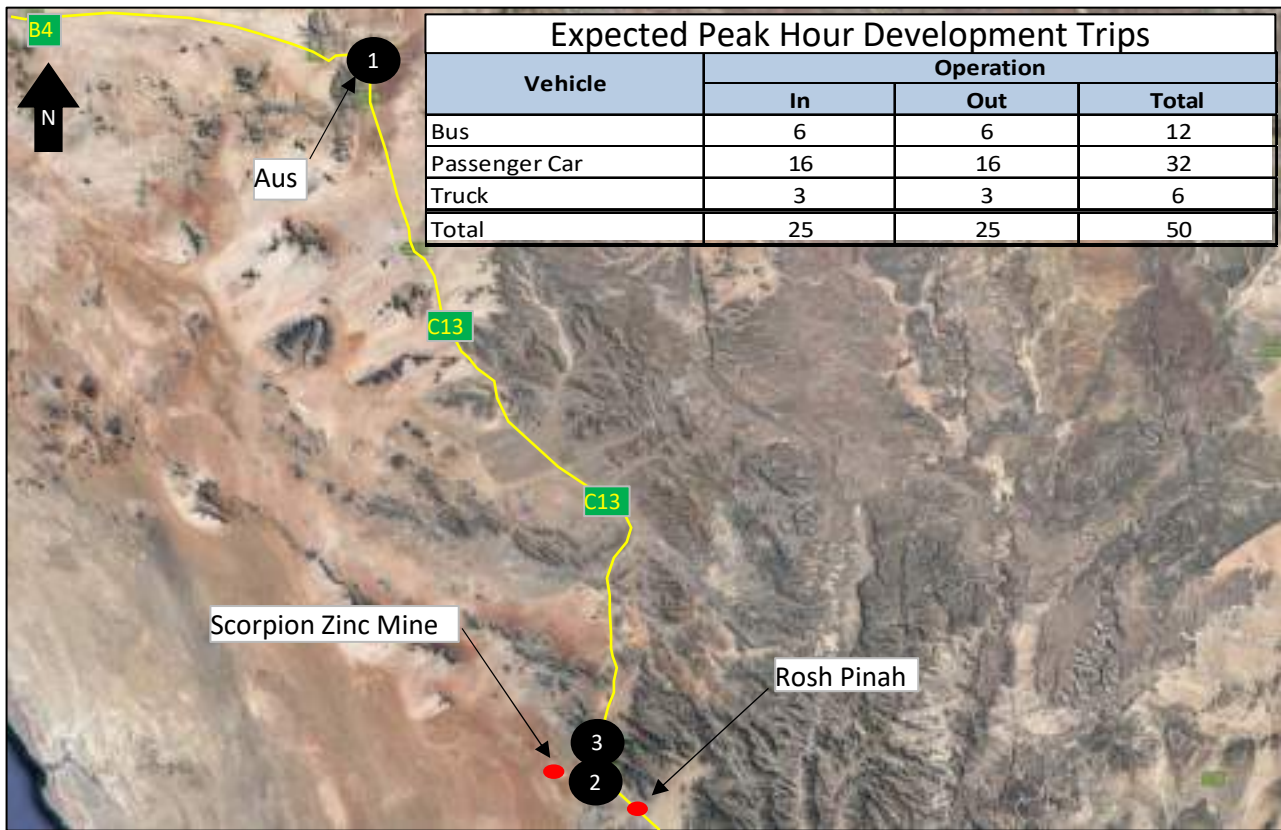 B4
N
1
Aus
Expected Peak Hour Development Trips
Vehicle Operation
In Out Total
Bus 6 6 12
Passenger Car 16 16 32
Truck 3 3 6
Total 25 25 50
C13
C13
Scorpion Zinc Mine
Rosh Pinah
3
2